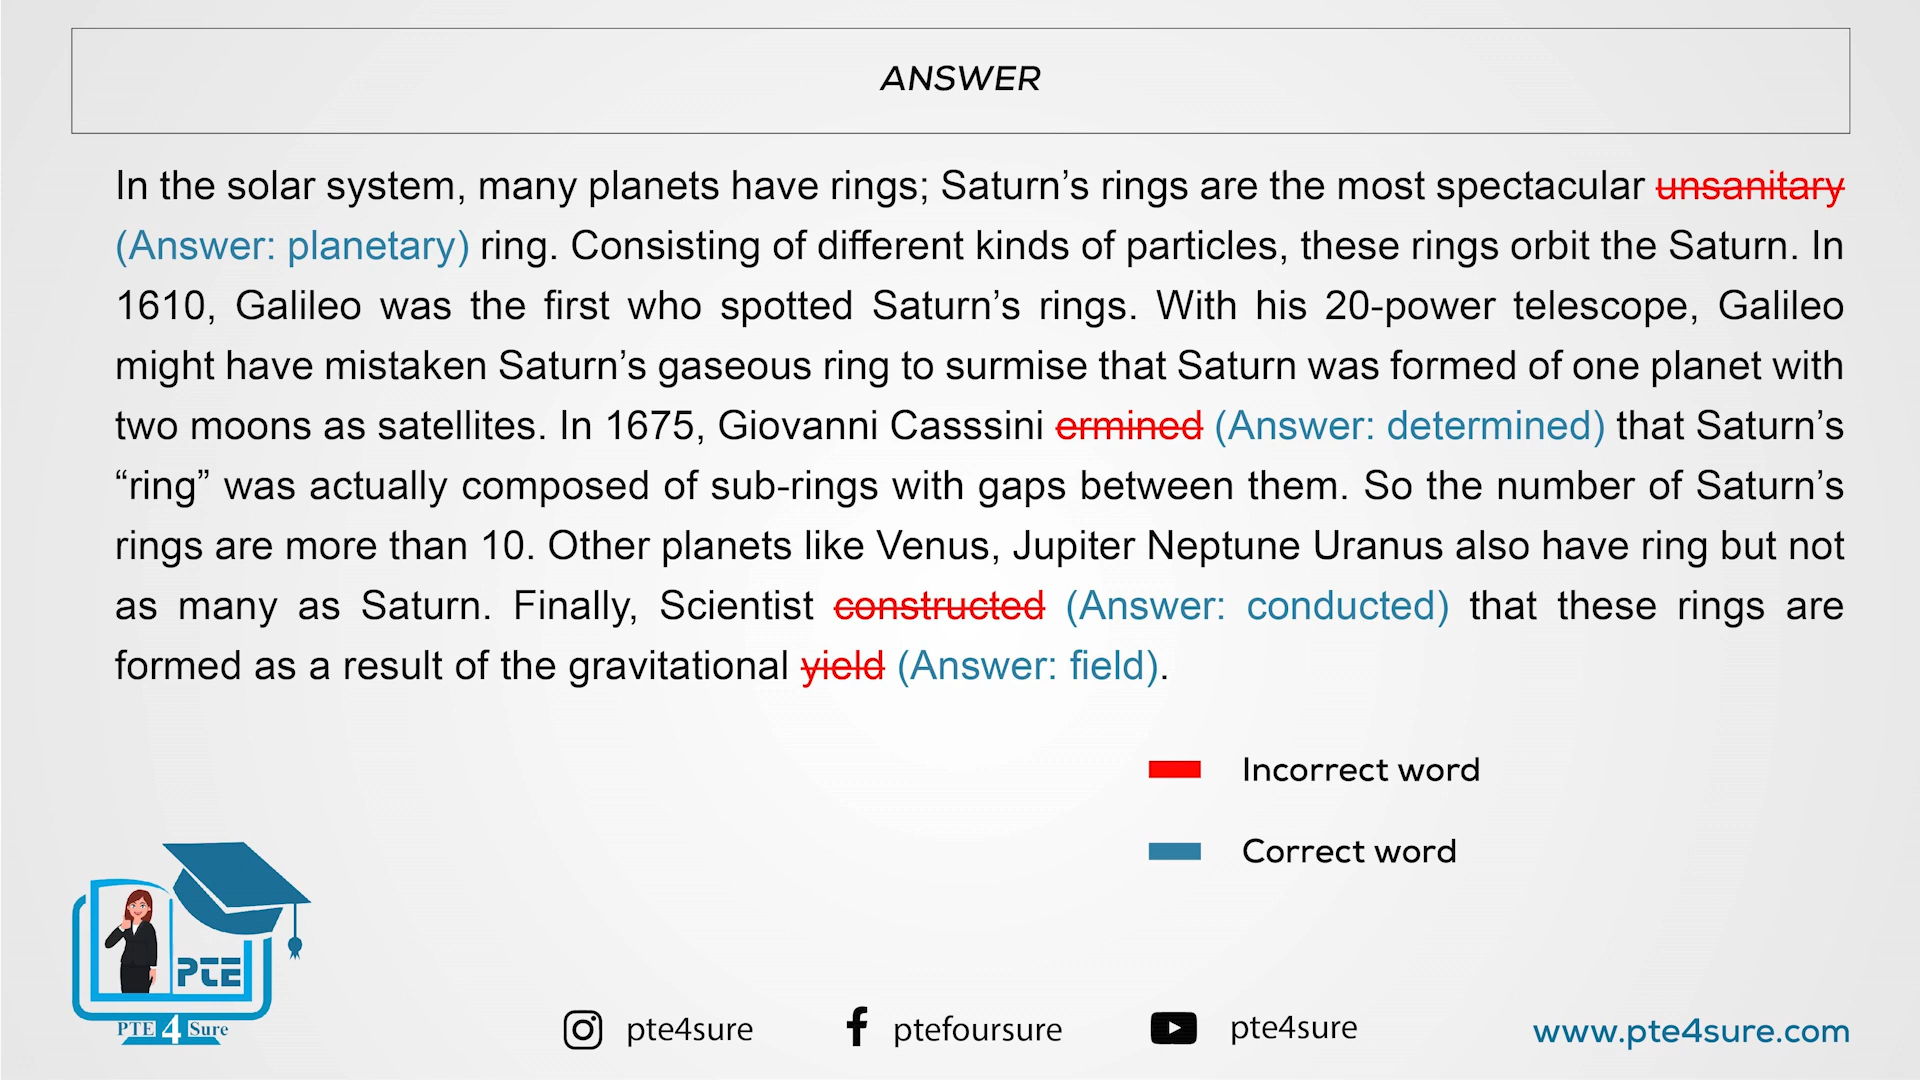 ANSWER
In the solar system, many planets have rings; Saturn’s rings are the most spectacular unsanitary
(Answer: planetary) ring. Consisting of different kinds of particles, these rings orbit the Saturn. In
1610, Galileo was the first who spotted Saturn’s rings. With his 20-power telescope, Galileo
might have mistaken Saturn’s gaseous ring to surmise that Saturn was formed of one planet with
two moons as satellites. In 1675, Giovanni Casssini ermined (Answer: determined) that Saturn’s
“ring” was actually composed of sub-rings with gaps between them. So the number of Saturn’s
rings are more than 10. Other planets like Venus, Jupiter Neptune Uranus also have ring but not
as many as Saturn. Finally, Scientist constructed (Answer: conducted) that these rings are
formed as a result of the gravitational yield (Answer: field).
Incorrect word
Correct word
PTE
PTE 4 Sure
pte4sure
ptefoursure
pte4sure
www.pte4sure.com